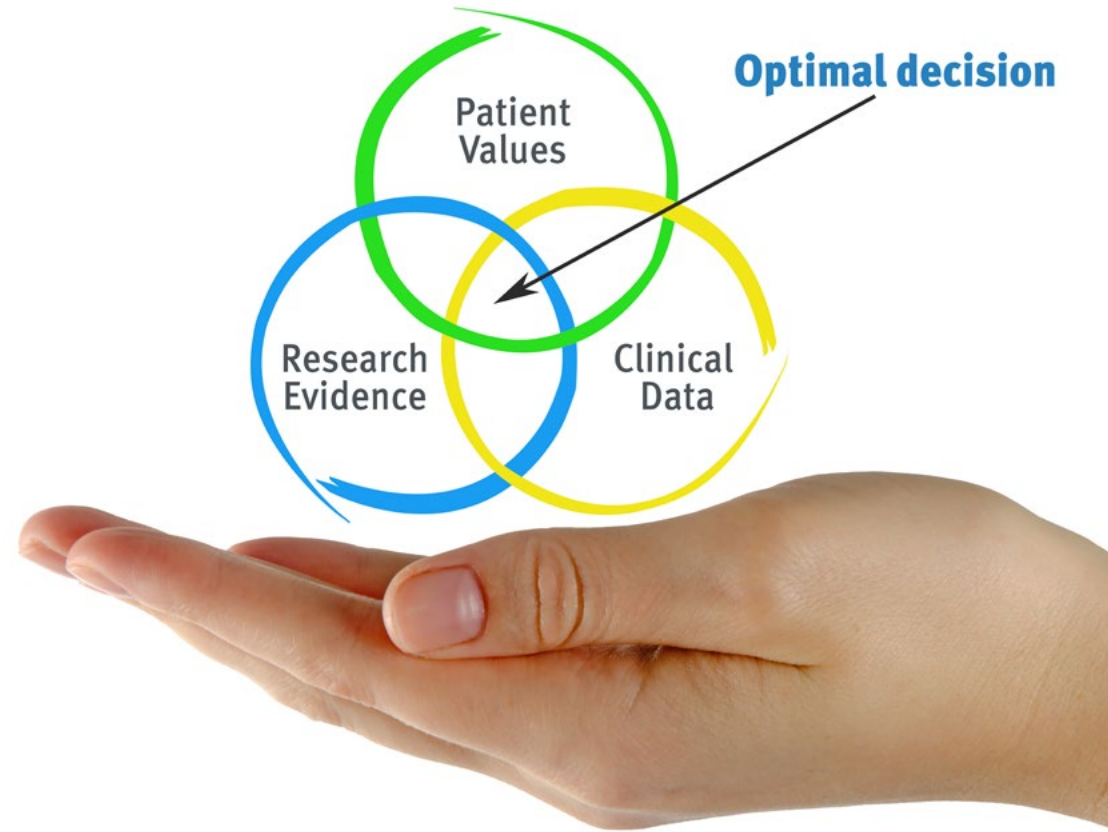 Optimal decision
Patient
Values
Research
Evidence
Clinical
Data